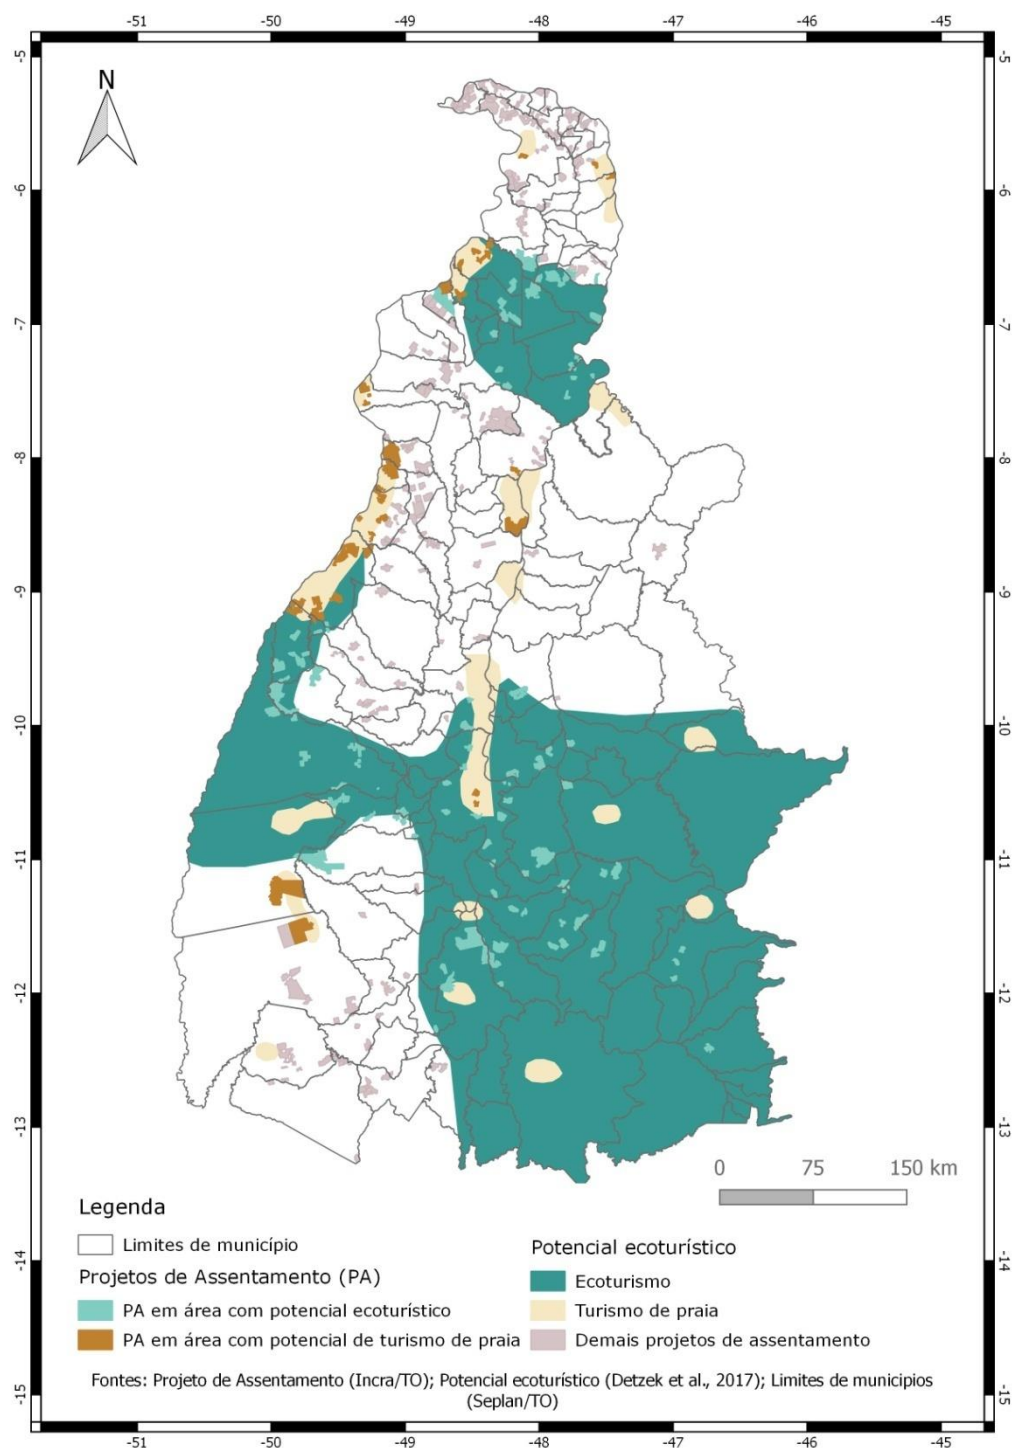 -51 -50 -49 -48 -47 -46 -45
-5 -5
N
-6 -6
-7 -7
-8 -8
-9 -9
-10 -10
-11 -11
-12 -12
-13 -13
0 75 150 km
Legenda
Limites de município
Projetos de Assentamento (PA)
PA em área com potencial ecoturístico
PA em área com potencial de turismo de praia
Potencial ecoturístico
Ecoturismo
Turismo de praia
Demais projetos de assentamento
-14 -14
-15 -15
Fontes: Projeto de Assentamento (Incra/TO); Potencial ecoturístico (Detzek et al., 2017); Limites de municipios
(Seplan/TO)
-51 -50 -49 -48 -47 -46 -45